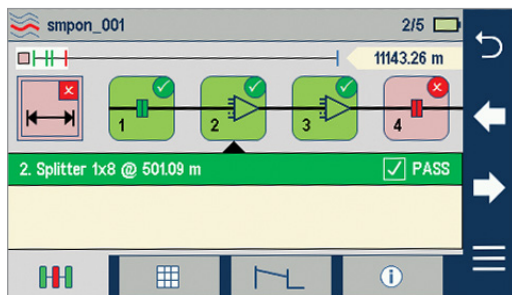 smpon_001 2/5
11143.26 m
1 2 3 4
2. Splitter 1x8 @ 501.09 m PASS
i